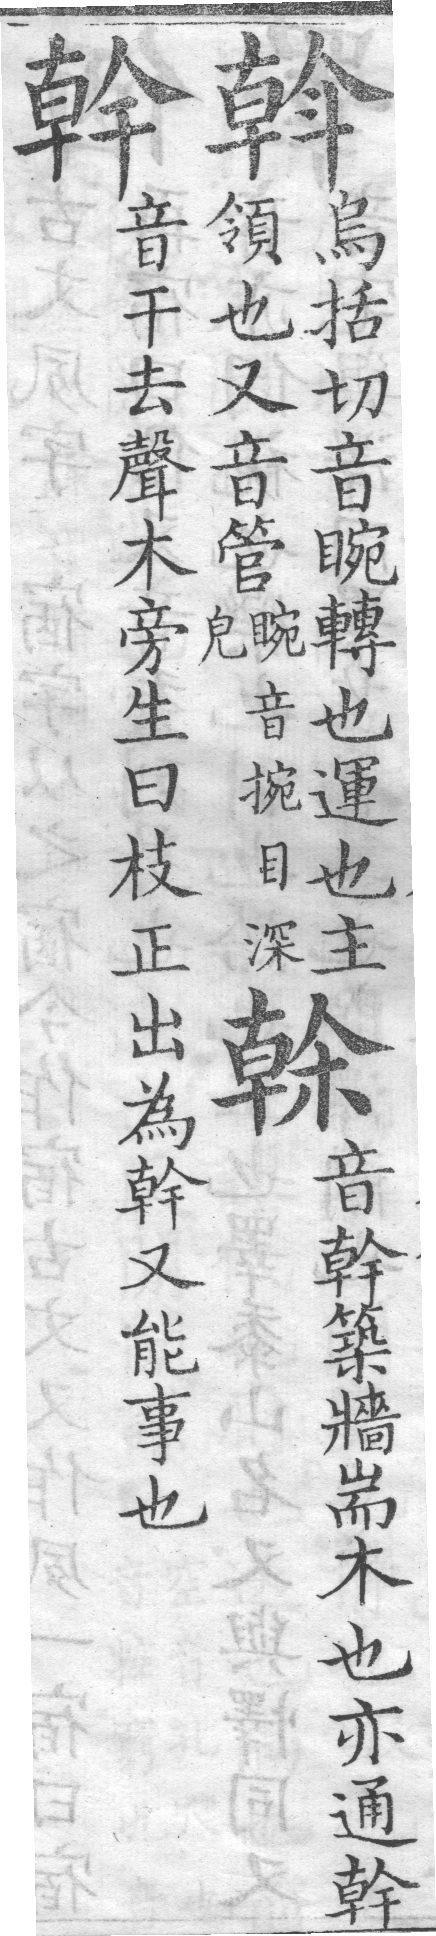 斡
烏括切音睕轉也運也主
領也又音管
睕音捥目深
皃
榦
音幹築牆耑木也亦通幹
幹
音干去聲木旁生曰枝正出為幹又能事也